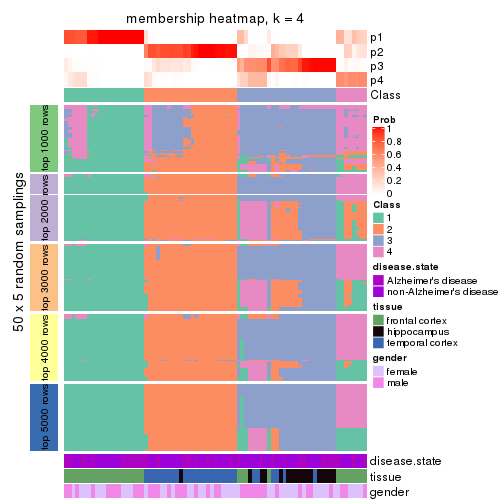 membership heatmap, k = 4
p1
p2
p3
p4
Class
50 x 5 random samplings
top 1000 rows
top 2000 rows
top 3000 rows
top 4000 rows
top 5000 rows
Prob
1
0.8
0.6
0.4
0.2
0
Class
1
2
3
4
disease.state
Alzheimer's disease
non-Alzheimer's disease
tissue
frontal cortex
hippocampus
temporal cortex
gender
female
male
disease.state
tissue
gender